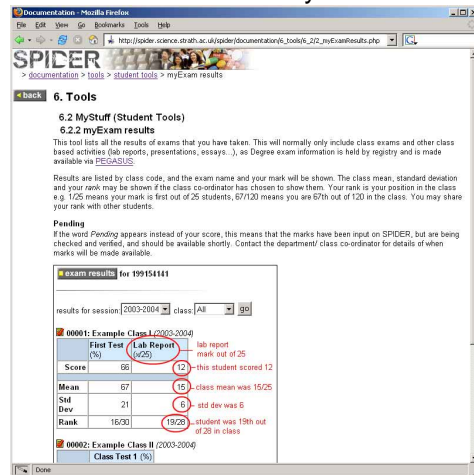 Documentation - Mozilla Firefox
File Edit View Go Bookmarks Tools Help
http://spider.science.strath.ac.uk/spider/documentation/6_tools/6_2/2_myExamResults.php
SPIDER
> documentation > tools > student tools > myExam results
back 6. Tools
6.2 MyStuff (Student Tools)
6.2.2 myExam results
This tool lists all the results of exams that you have taken. This will normally only include class exams and other class
based activities (lab reports, presentations, essays...), as Degree exam information is held by registry and is made
available via PEGASUS.
Results are listed by class code, and the exam name and your mark will be shown. The class mean, standard deviation
and your rank may be shown if the class co-ordinator has chosen to show them. Your rank is your position in the class
e.g. 1/25 means your mark is first out of 25 students, 67/120 means you are 67th out of 120 in the class. You may share
your rank with other students.
Pending
If the word Pending appears instead of your score, this means that the marks have been input on SPIDER, but are being
checked and verified, and should be available shortly. Contact the department/ class co-ordinator for details of when
marks will be made available.
exam results for 199154141
results for session: 2003-2004 class: All go
00001: Example Class I (2003-2004)
First Test (%) Lab Report (x/25) lab report mark out of 25
Score 66 12 this student scored 12
Mean 67 15 class mean was 15/25
Std Dev 21 6 std dev was 6
Rank 16/30 19/28 student was 19th out of 28 in class
00002: Example Class II (2003-2004)
Class Test 1 (%)
Done